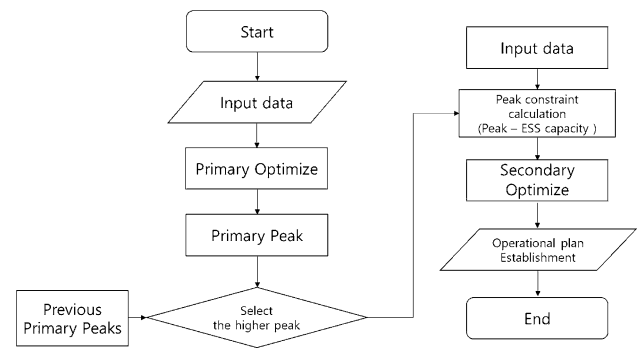 Start
Input data
Primary Optimize
Primary Peak
Previous
Primary Peaks
Select
the higher peak
Input data
Peak constraint
calculation
(Peak – ESS capacity )
Secondary
Optimize
Operational plan
Establishment
End